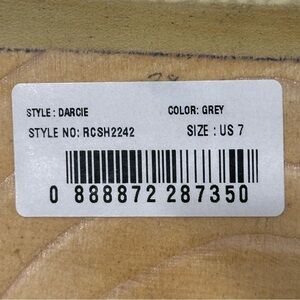 STYLE : DARCIE COLOR: GREY
STYLE NO: RCSH2242 SIZE : US 7
0 888872 287350